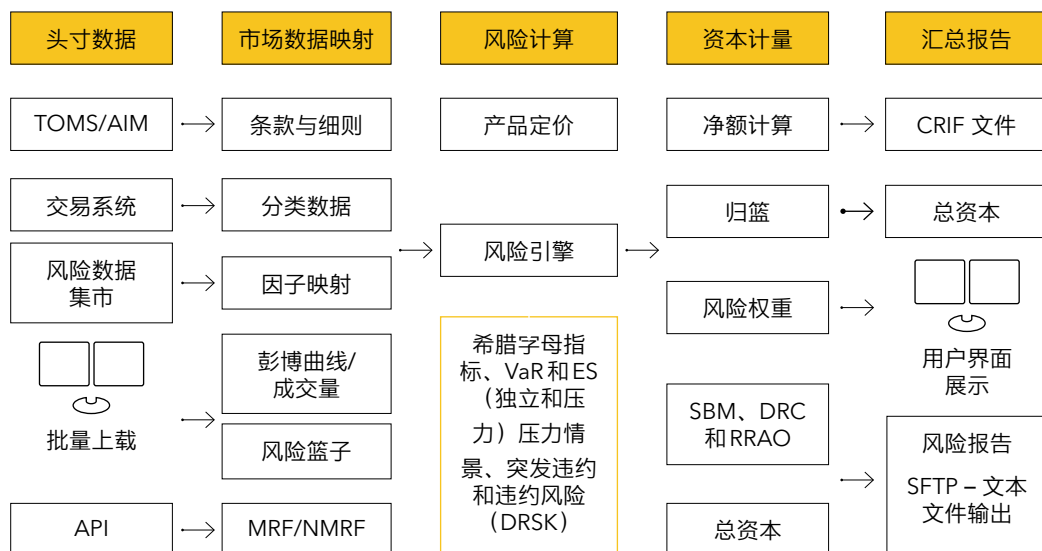 头寸数据
市场数据映射
风险计算
资本计量
汇总报告
TOMS/AIM
条款与细则
产品定价
净额计算
CRIF 文件
交易系统
分类数据
归篮
总资本
风险数据
集市
因子映射
风险引擎
风险权重
用户界面
展示
批量上载
彭博曲线/
成交量
风险篮子
希腊字母指
标、VaR和ES
（独立和压
力）压力情
景、突发违约
和违约风险
（DRSK）
SBM、DRC
和RRAO
风险报告
SFTP – 文本
文件输出
API
MRF/NMRF
总资本